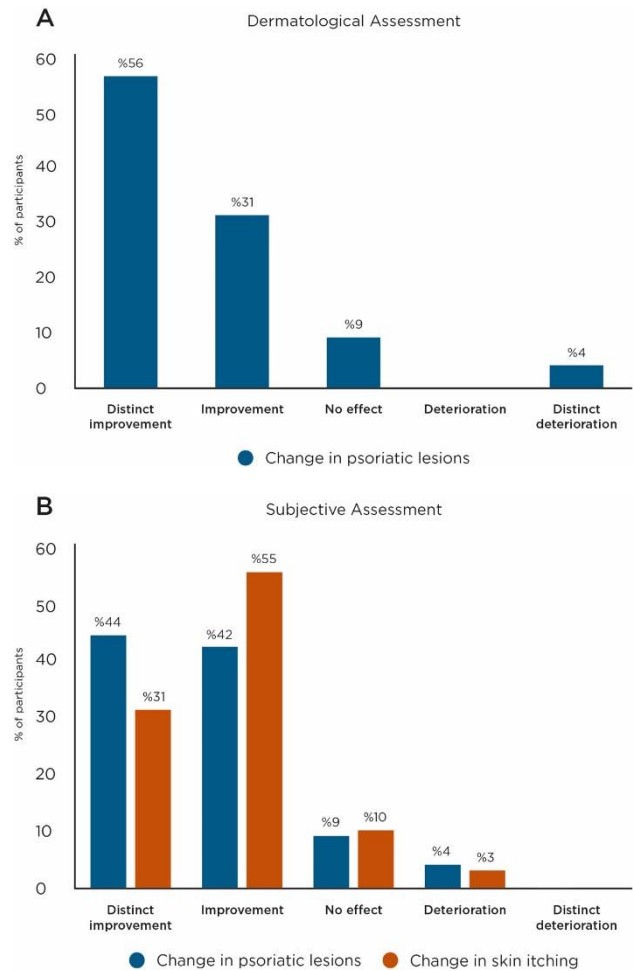 A
Dermatological Assessment
% of participants
60
50
40
30
20
10
0
%56
%31
%9
%4
Distinct
improvement
Improvement
No effect
Deterioration
Distinct
deterioration
Change in psoriatic lesions
B
Subjective Assessment
% of participants
60
50
40
30
20
10
0
%44
%31
%42
%55
%9
%10
%4
%3
Distinct
improvement
Improvement
No effect
Deterioration
Distinct
deterioration
Change in psoriatic lesions
Change in skin itching